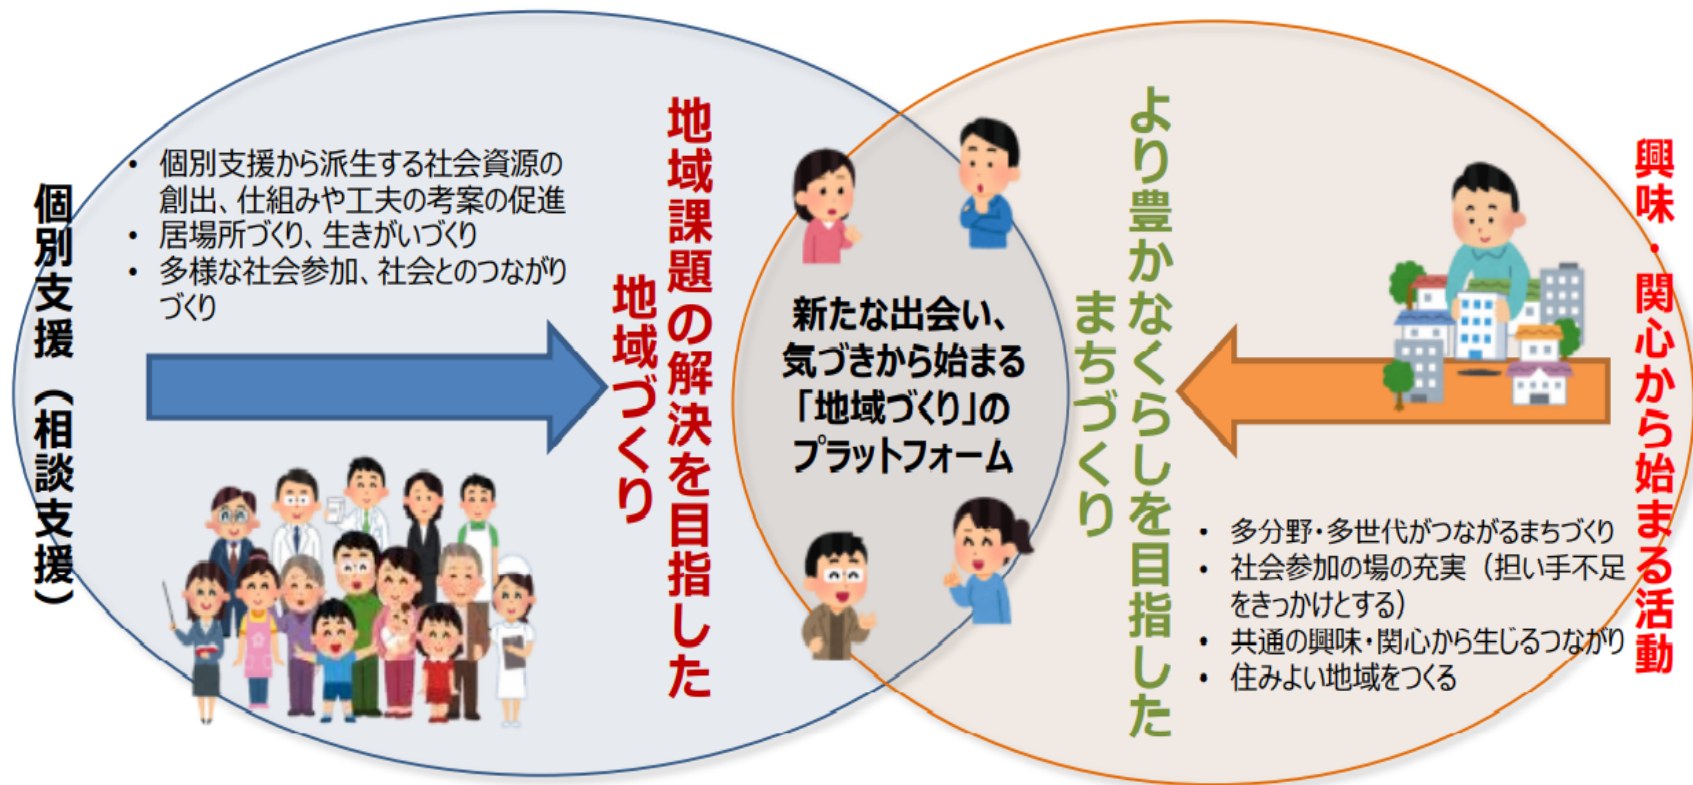 個別支援（相談支援）
• 個別支援から派生する社会資源の
創出、仕組みや工夫の考案の促進
• 居場所づくり、生きがいづくり
• 多様な社会参加、社会とのつながり
づくり
地域課題の解決を目指した
地域づくり
新たな出会い、
気づきから始まる
「地域づくり」の
プラットフォーム
より豊かなくらしを目指した
まちづくり
• 多分野・多世代がつながるまちづくり
• 社会参加の場の充実（担い手不足
をきっかけとする）
• 共通の興味・関心から生じるつながり
• 住みよい地域をつくる
興味・関心から始まる活動